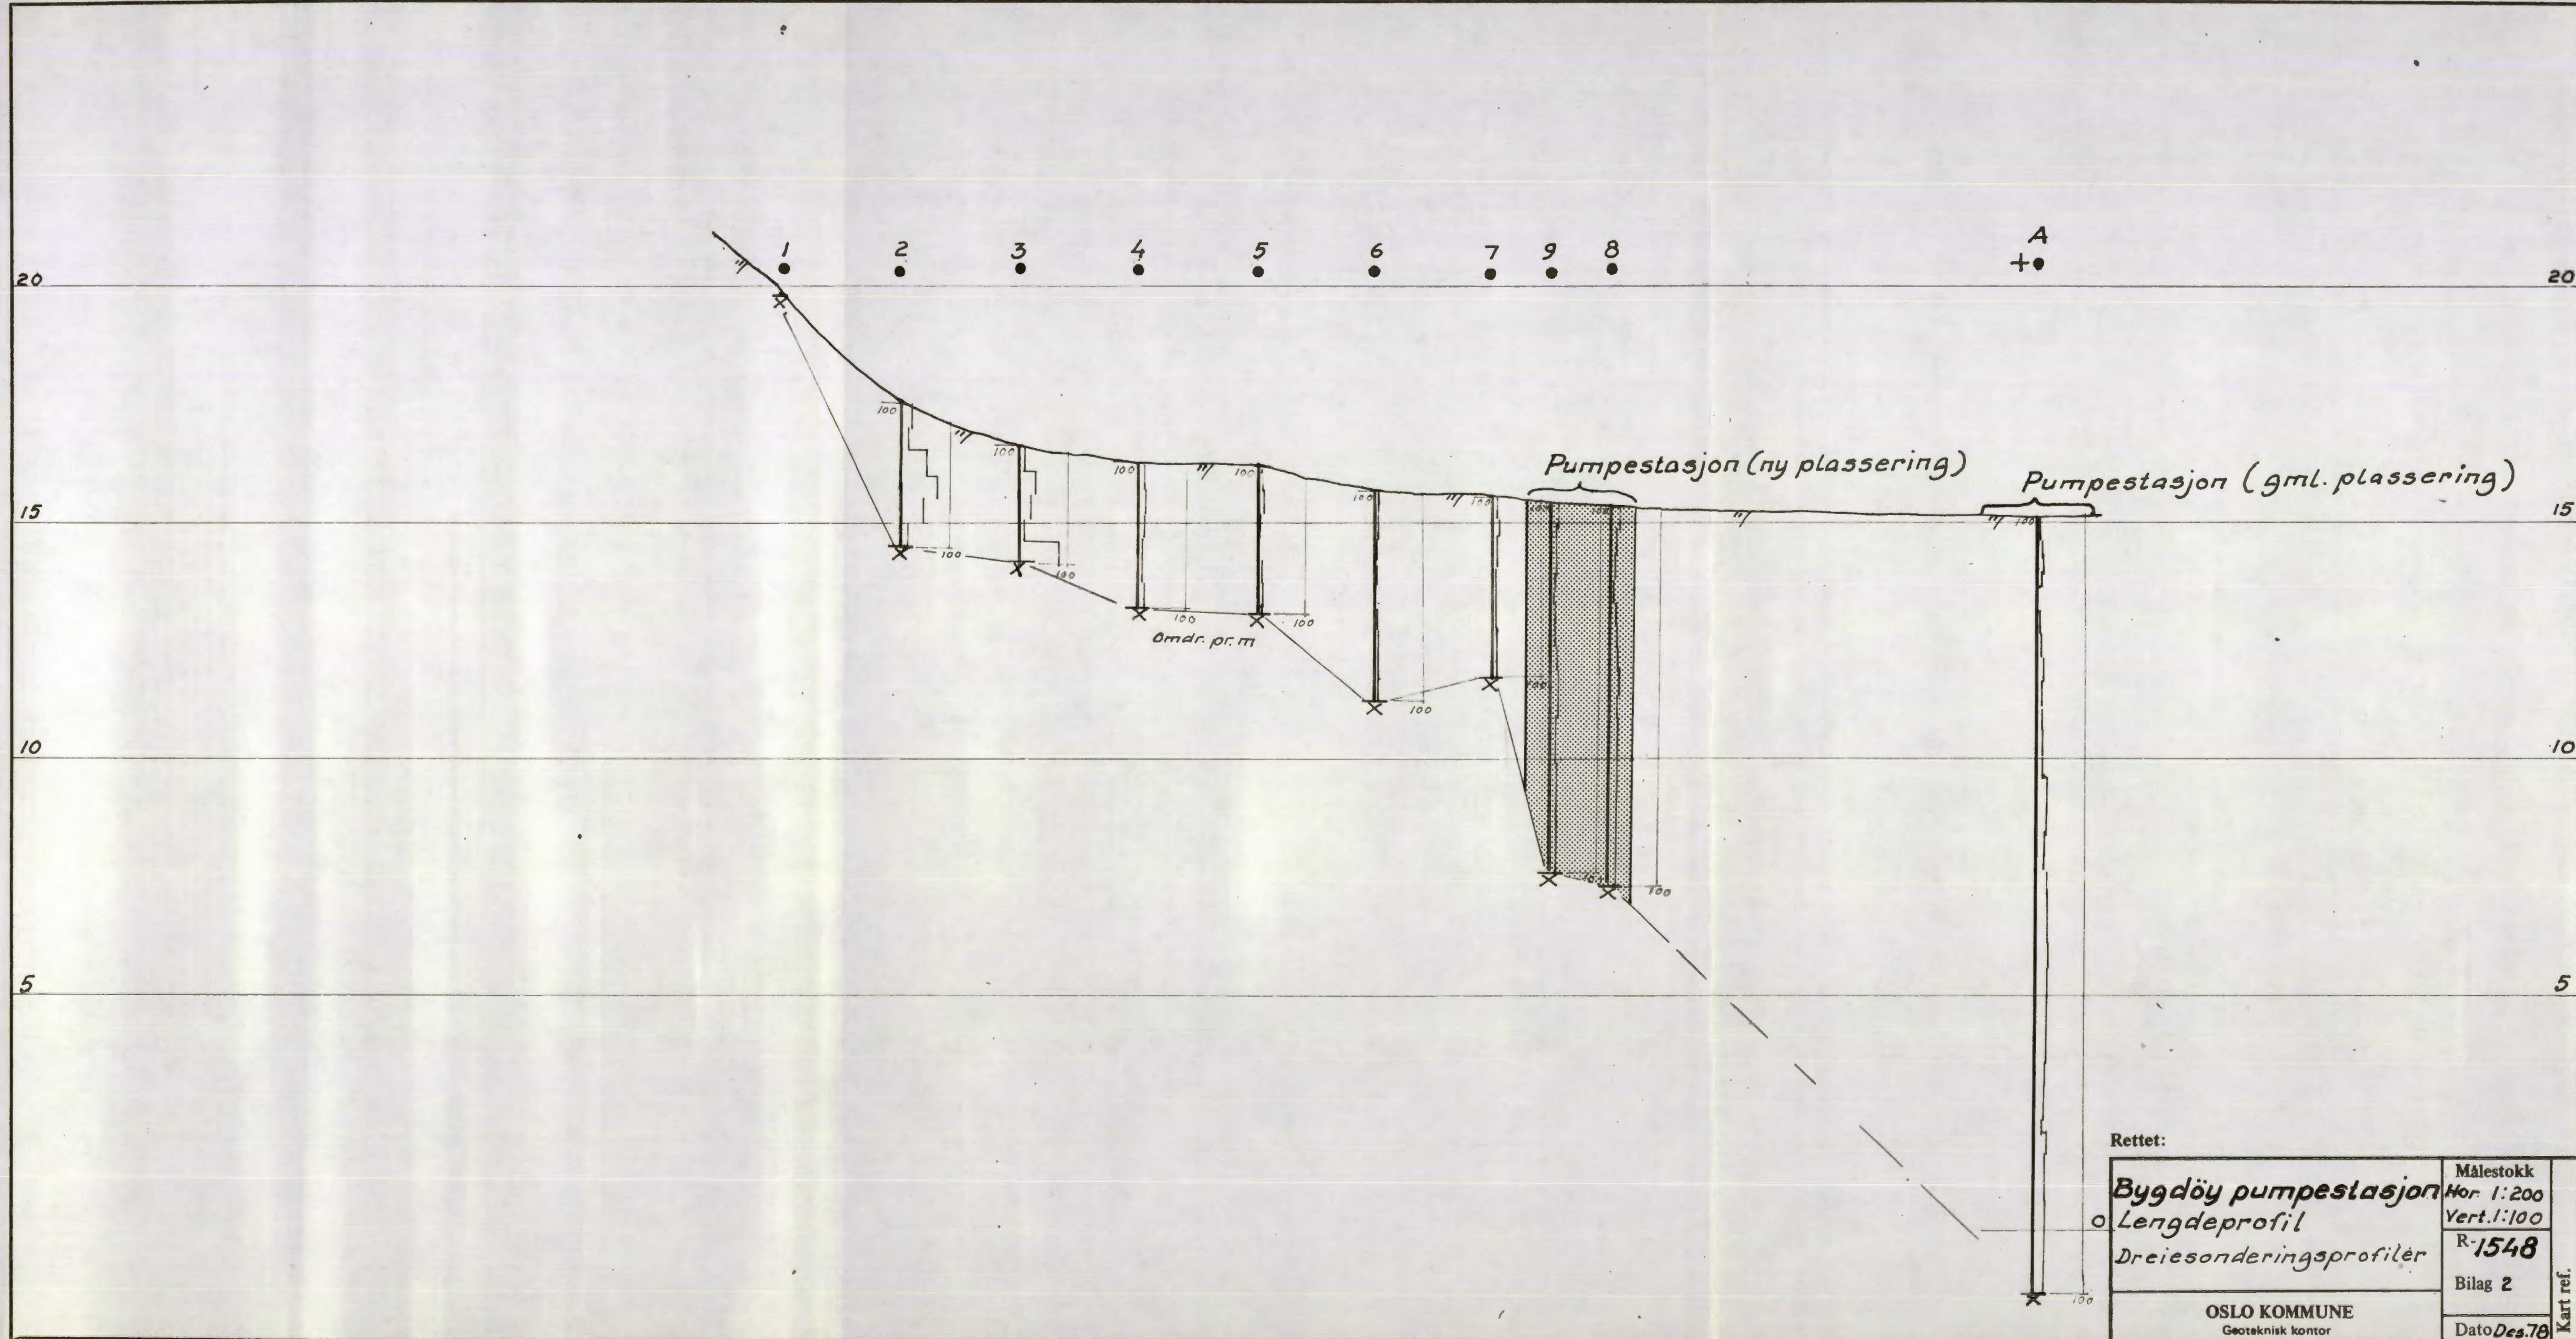 1 2 3 4 5 6 7 9 8 A
+
20 20
100
100
100 100
100 100 100
Pumpestasjon (ny plassering)
Pumpestasjon (gml. plassering)
15 15
100
100
100
100 100
Omdr. pr. m
100
100
10 10
100
100
5 5
Rettet:
Bygdöy pumpestasjon
Lengdeprofil
Dreiesonderingsprofiler
Målestokk
Hor. 1:200
Vert. 1:100
0
R-1548
Bilag 2
100
OSLO KOMMUNE
Geoteknisk kontor
Dato Des.78
Kart ref.